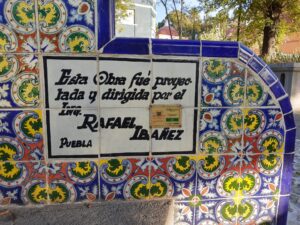 Esta Obra fue proyec
tada y dirigida por el
Ing. RAFAEL IBAÑEZ
PUEBLA